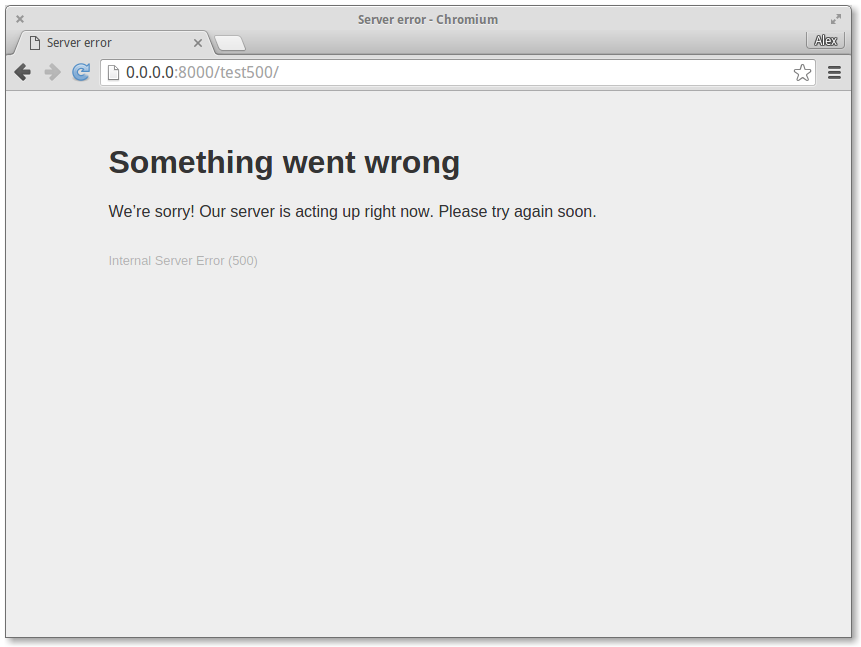 Server error - Chromium
Server error
Alex
0.0.0.0:8000/test500/
Something went wrong
We’re sorry! Our server is acting up right now. Please try again soon.
Internal Server Error (500)